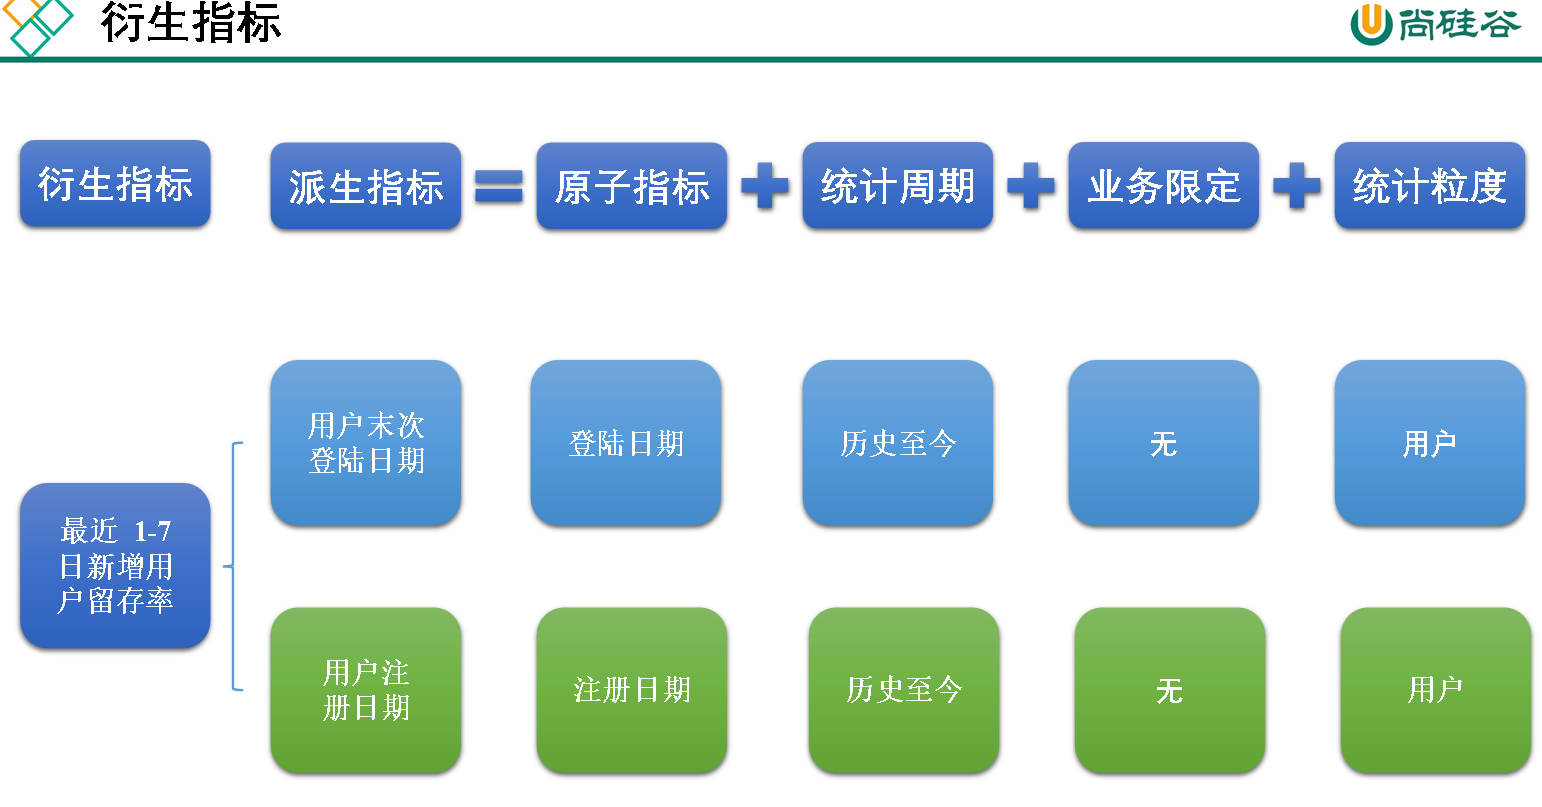 衍生指标
尚硅谷
衍生指标
派生指标 = 原子指标 + 统计周期 + 业务限定 + 统计粒度
用户末次
登陆日期
登陆日期
历史至今
无
用户
最近 1-7
日新增用
户留存率
用户注
册日期
注册日期
历史至今
无
用户